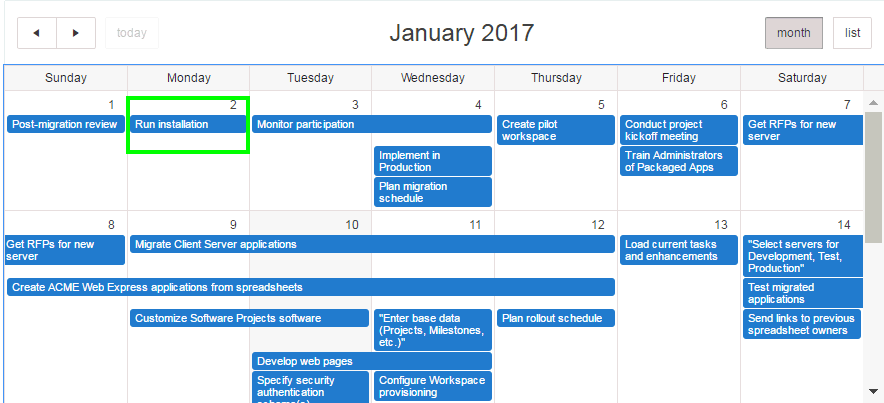 today
January 2017
month
list
Sunday
Monday
Tuesday
Wednesday
Thursday
Friday
Saturday
1
2
3
4
5
6
7
Post-migration review
Run installation
Monitor participation
Create pilot
workspace
Conduct project
kickoff meeting
Get RFPs for new
server
Implement in
Production
Train Administrators
of Packaged Apps
Plan migration
schedule
8
9
10
11
12
13
14
Get RFPs for new
server
Migrate Client Server applications
Load current tasks
and enhancements
"Select servers for
Development, Test,
Production"
Create ACME Web Express applications from spreadsheets
Test migrated
applications
Customize Software Projects software
"Enter base data
(Projects, Milestones,
etc.)"
Plan rollout schedule
Send links to previous
spreadsheet owners
Develop web pages
Specify security
authentication
Configure Workspace
provisioning